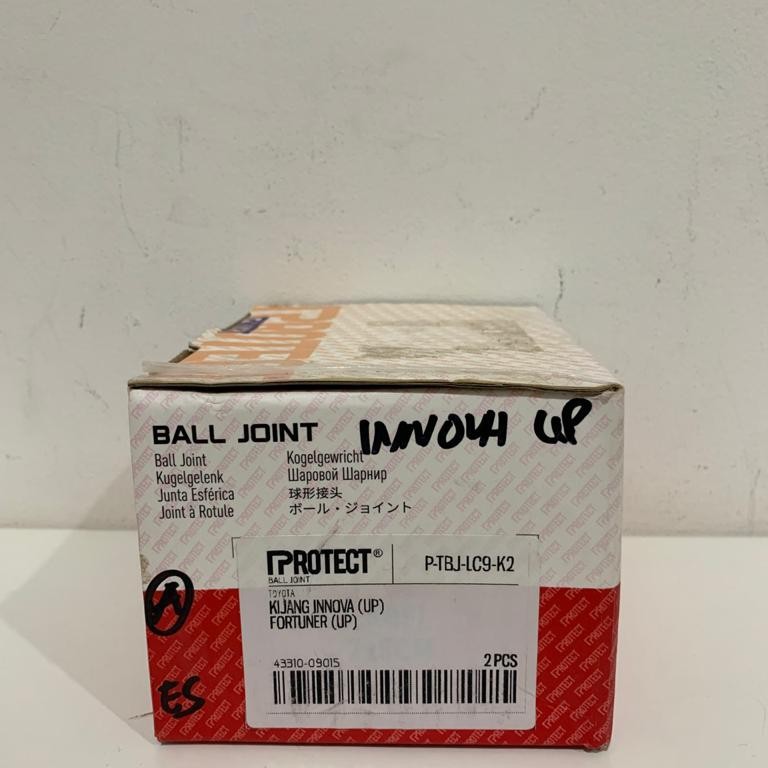 BALL JOINT INNOVA UP
Ball Joint Kogelgewricht
Kugelgelenk Шаровой Шарнир
Junta Esférica 球形接头
Joint à Rotule ボール・ジョイント
PROTECT® P-TBJ-LC9-K2
BALL JOINT
TOYOTA
KIJANG INNOVA (UP)
FORTUNER (UP)
43310-09015 2 PCS
A
ES